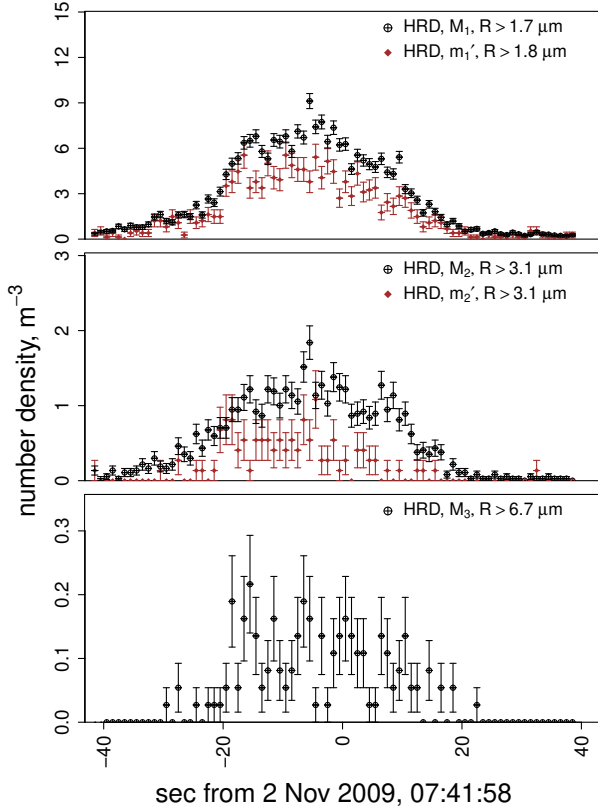 15
12
9
6
3
0
HRD, M₁, R > 1.7 μm
HRD, m₁′, R > 1.8 μm
3
2
1
0
HRD, M₂, R > 3.1 μm
HRD, m₂′, R > 3.1 μm
number density, m⁻³
0.3
0.2
0.1
0.0
HRD, M₃, R > 6.7 μm
−40
−20
0
20
40
sec from 2 Nov 2009, 07:41:58